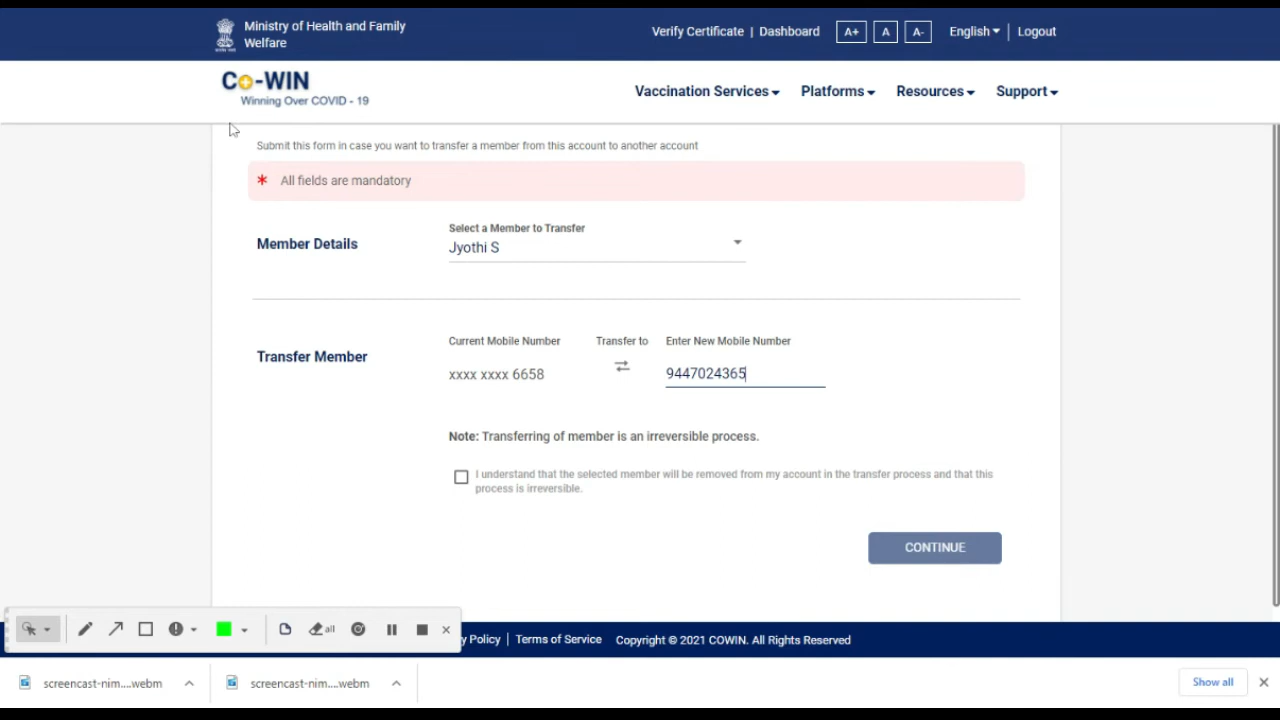 Ministry of Health and Family
Welfare
Verify Certificate | Dashboard A+ A A- English | Logout
Co-WIN
Winning Over COVID - 19
Vaccination Services Platforms Resources Support
Submit this form in case you want to transfer a member from this account to another account
* All fields are mandatory
Member Details
Select a Member to Transfer
Jyothi S
Transfer Member
Current Mobile Number Transfer to Enter New Mobile Number
xxxx xxxx 6658 9447024365
Note: Transferring of member is an irreversible process.
I understand that the selected member will be removed from my account in the transfer process and that this
process is irreversible.
CONTINUE
all
y Policy | Terms of Service Copyright © 2021 COWIN. All Rights Reserved
screencast-nim....webm screencast-nim....webm Show all